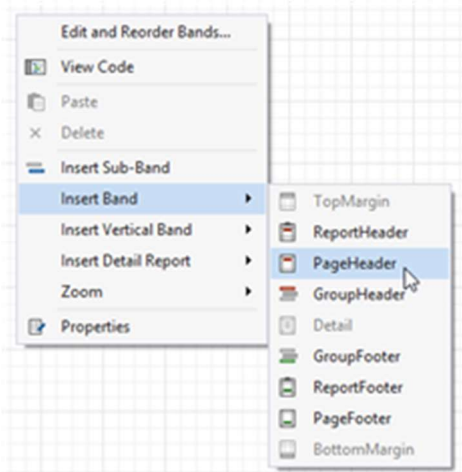 Edit and Reorder Bands...
View Code
Paste
Delete
Insert Sub-Band
Insert Band
Insert Vertical Band
Insert Detail Report
Zoom
Properties
TopMargin
ReportHeader
PageHeader
GroupHeader
Detail
GroupFooter
ReportFooter
PageFooter
BottomMargin